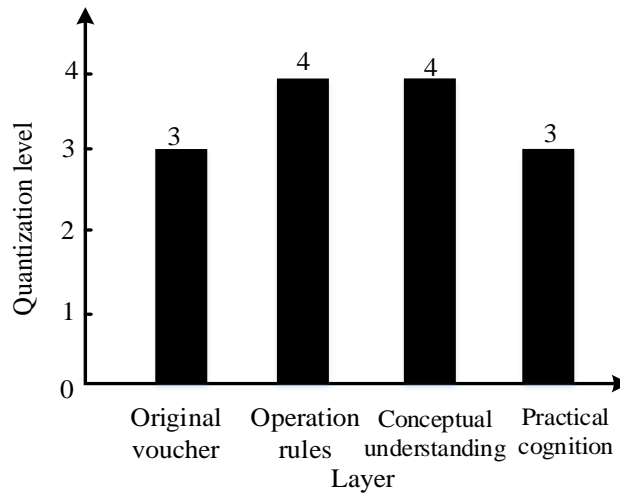 4
4
4
3
3
3
2
1
0
Quantization level
Original voucher
Operation rules
Conceptual understanding
Practical cognition
Layer